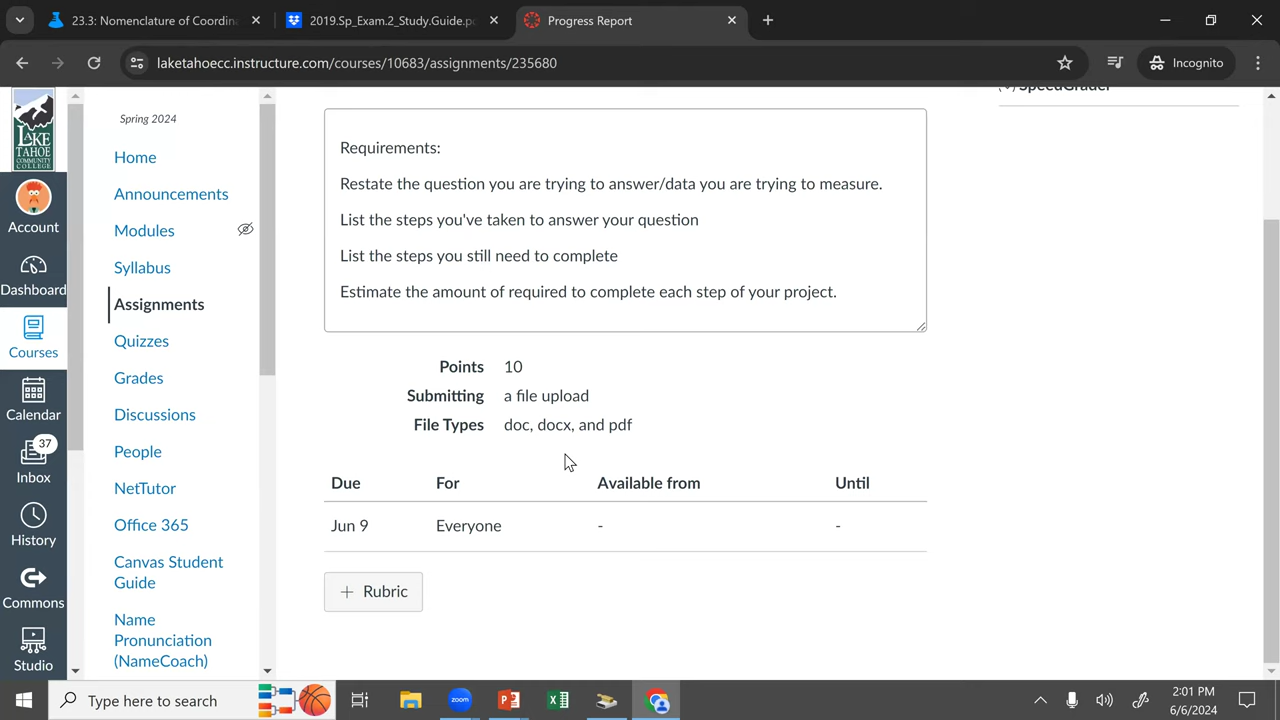 23.3: Nomenclature of Coordin
2019.Sp_Exam.2_Study.Guide.p
Progress Report
laketahoecc.instructure.com/courses/10683/assignments/235680
Incognito
LAKE
TAHOE
COMMUNITY
COLLEGE
Account
Dashboard
Courses
Calendar
37
Inbox
History
Commons
Studio
Spring 2024
Home
Announcements
Modules
Syllabus
Assignments
Quizzes
Grades
Discussions
People
NetTutor
Office 365
Canvas Student
Guide
Name
Pronunciation
(NameCoach)
SpeedGrader
Requirements:
Restate the question you are trying to answer/data you are trying to measure.
List the steps you've taken to answer your question
List the steps you still need to complete
Estimate the amount of required to complete each step of your project.
Points 10
Submitting a file upload
File Types doc, docx, and pdf
Due For Available from Until
Jun 9 Everyone - -
+ Rubric
Type here to search
zoom
2:01 PM
6/6/2024